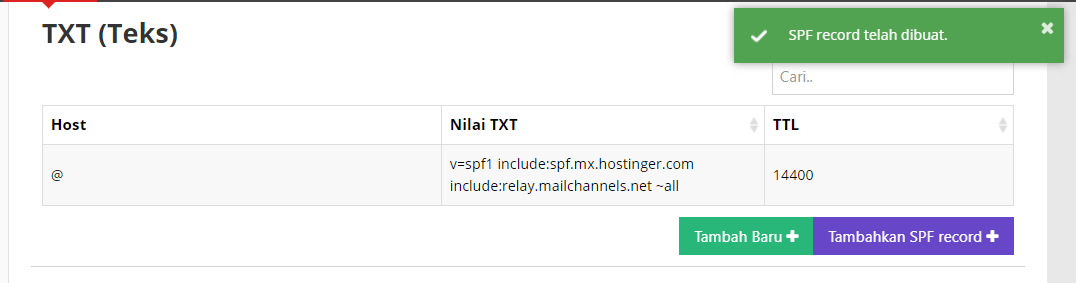 TXT (Teks)
SPF record telah dibuat.
Cari..
Host
Nilai TXT
TTL
@
v=spf1 include:spf.mx.hostinger.com
include:relay.mailchannels.net ~all
14400
Tambah Baru
Tambahkan SPF record